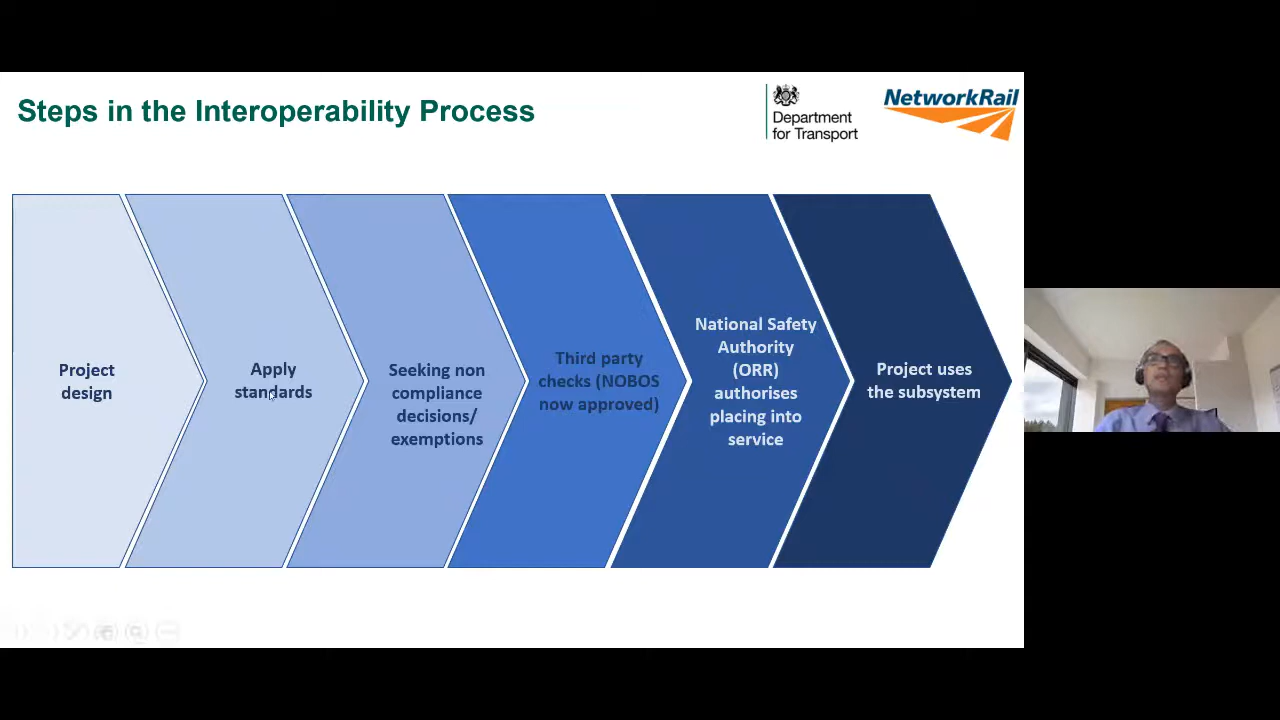 Steps in the Interoperability Process
Department
for Transport
NetworkRail
Project
design
Apply
standards
Seeking non
compliance
decisions/
exemptions
Third party
checks (NOBOS
now approved)
National Safety
Authority
(ORR)
authorises
placing into
service
Project uses
the subsystem